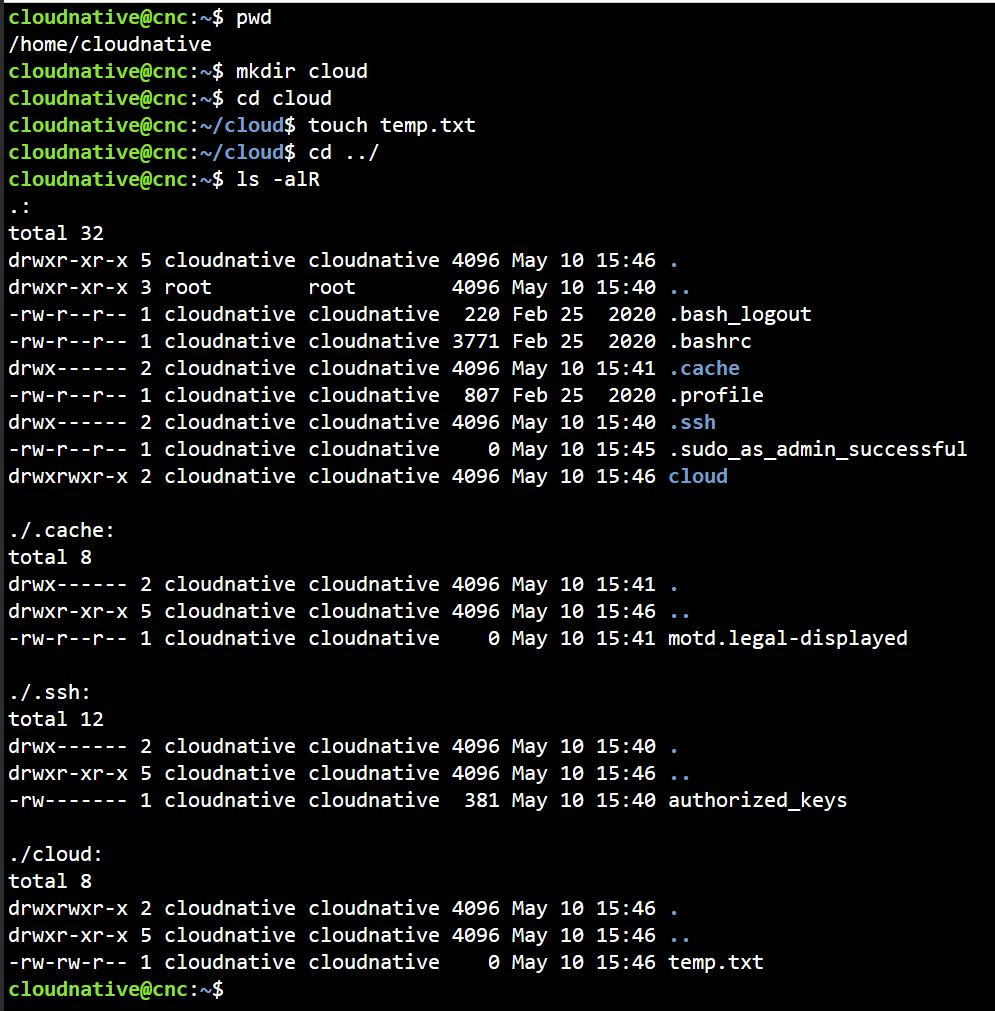 cloudnative@cnc:~$ pwd
/home/cloudnative
cloudnative@cnc:~$ mkdir cloud
cloudnative@cnc:~$ cd cloud
cloudnative@cnc:~/cloud$ touch temp.txt
cloudnative@cnc:~/cloud$ cd ../
cloudnative@cnc:~$ ls -alR
.:
total 32
drwxr-xr-x 5 cloudnative cloudnative 4096 May 10 15:46 .
drwxr-xr-x 3 root        root        4096 May 10 15:40 ..
-rw-r--r-- 1 cloudnative cloudnative  220 Feb 25  2020 .bash_logout
-rw-r--r-- 1 cloudnative cloudnative 3771 Feb 25  2020 .bashrc
drwx------ 2 cloudnative cloudnative 4096 May 10 15:41 .cache
-rw-r--r-- 1 cloudnative cloudnative  807 Feb 25  2020 .profile
drwx------ 2 cloudnative cloudnative 4096 May 10 15:40 .ssh
-rw-r--r-- 1 cloudnative cloudnative    0 May 10 15:45 .sudo_as_admin_successful
drwxrwxr-x 2 cloudnative cloudnative 4096 May 10 15:46 cloud

./.cache:
total 8
drwx------ 2 cloudnative cloudnative 4096 May 10 15:41 .
drwxr-xr-x 5 cloudnative cloudnative 4096 May 10 15:46 ..
-rw-r--r-- 1 cloudnative cloudnative    0 May 10 15:41 motd.legal-displayed

./.ssh:
total 12
drwx------ 2 cloudnative cloudnative 4096 May 10 15:40 .
drwxr-xr-x 5 cloudnative cloudnative 4096 May 10 15:46 ..
-rw------- 1 cloudnative cloudnative  381 May 10 15:40 authorized_keys

./cloud:
total 8
drwxrwxr-x 2 cloudnative cloudnative 4096 May 10 15:46 .
drwxr-xr-x 5 cloudnative cloudnative 4096 May 10 15:46 ..
-rw-rw-r-- 1 cloudnative cloudnative    0 May 10 15:46 temp.txt
cloudnative@cnc:~$